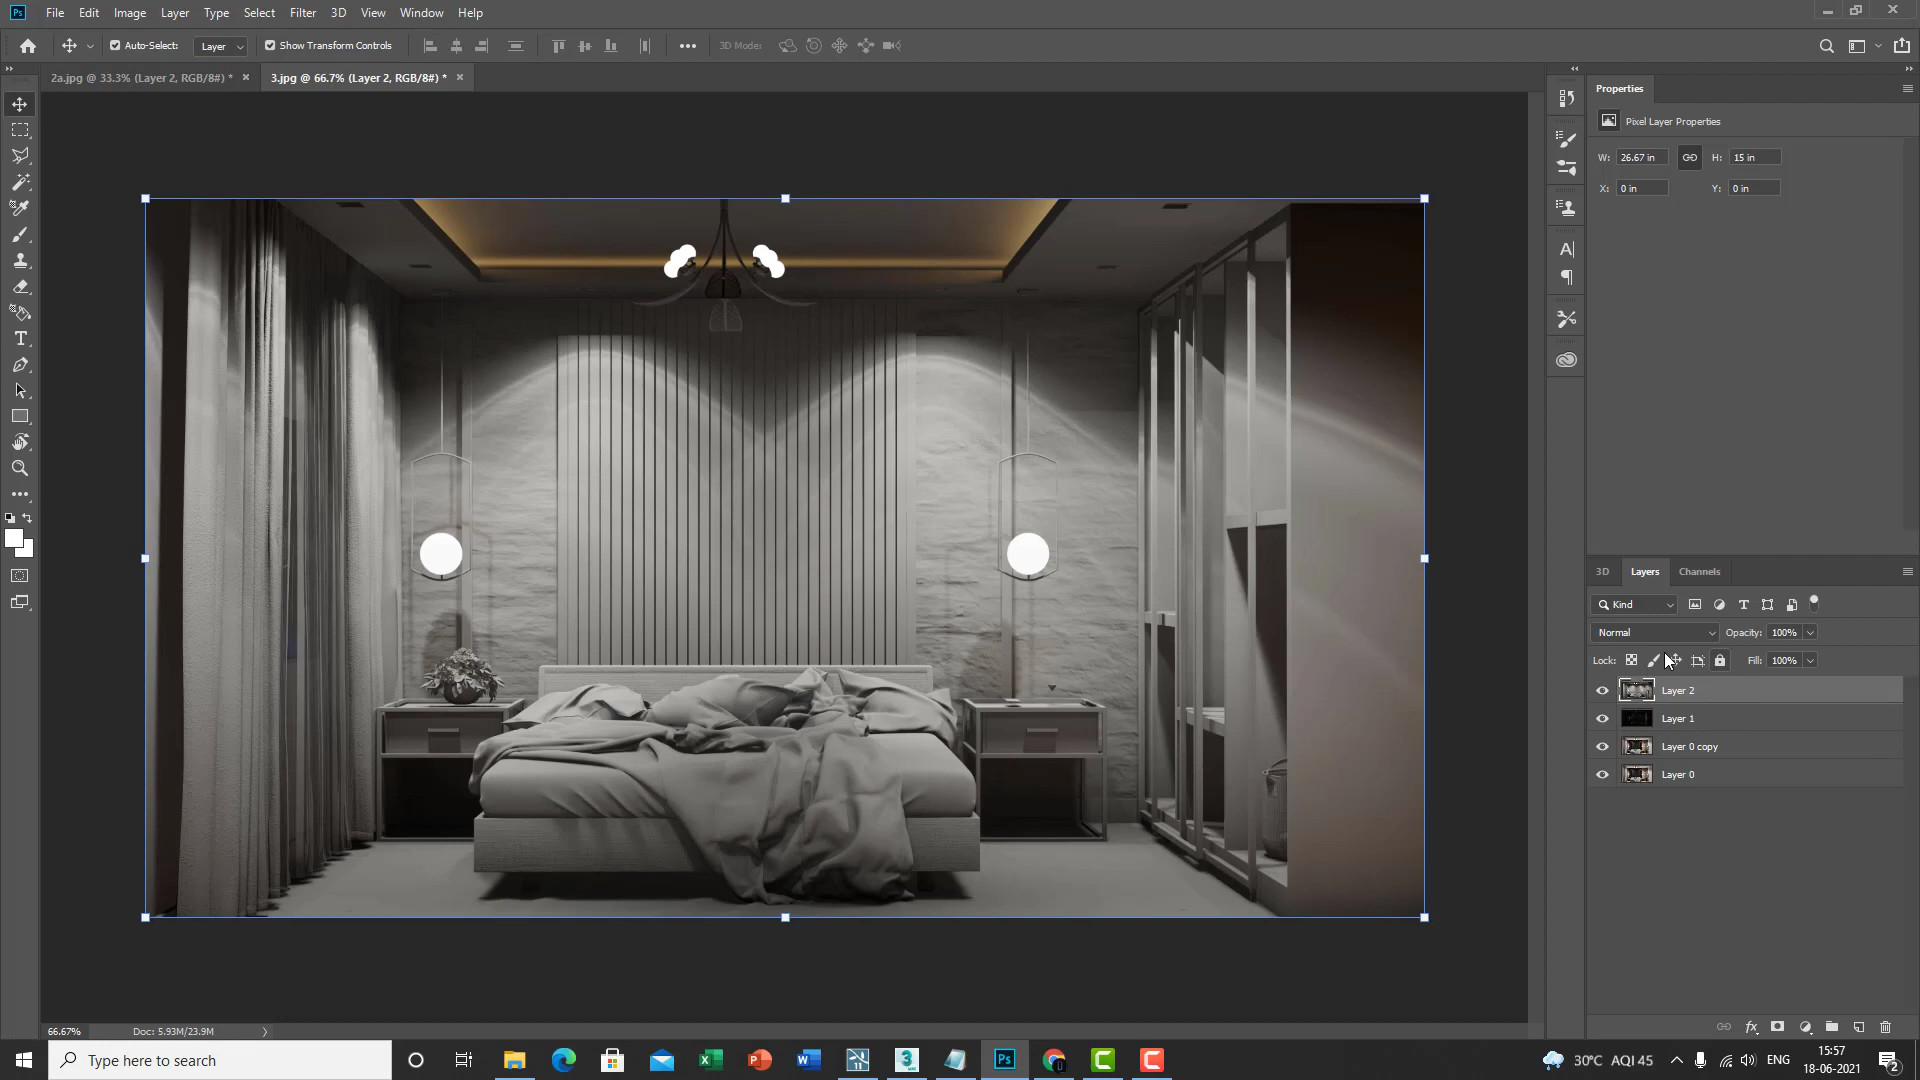 Ps File Edit Image Layer Type Select Filter 3D View Window Help
Auto-Select: Layer Show Transform Controls 3D Mode:
2a.jpg @ 33.3% (Layer 2, RGB/8#) * 3.jpg @ 66.7% (Layer 2, RGB/8#) *
Properties
Pixel Layer Properties
W: 26.67 in H: 15 in
X: 0 in Y: 0 in
3D Layers Channels
Kind
Normal Opacity: 100%
Lock: Fill: 100%
Layer 2
Layer 1
Layer 0 copy
Layer 0
66.67% Doc: 5.93M/23.9M
Type here to search
30°C AQI 45 ENG 15:57
18-06-2021 2